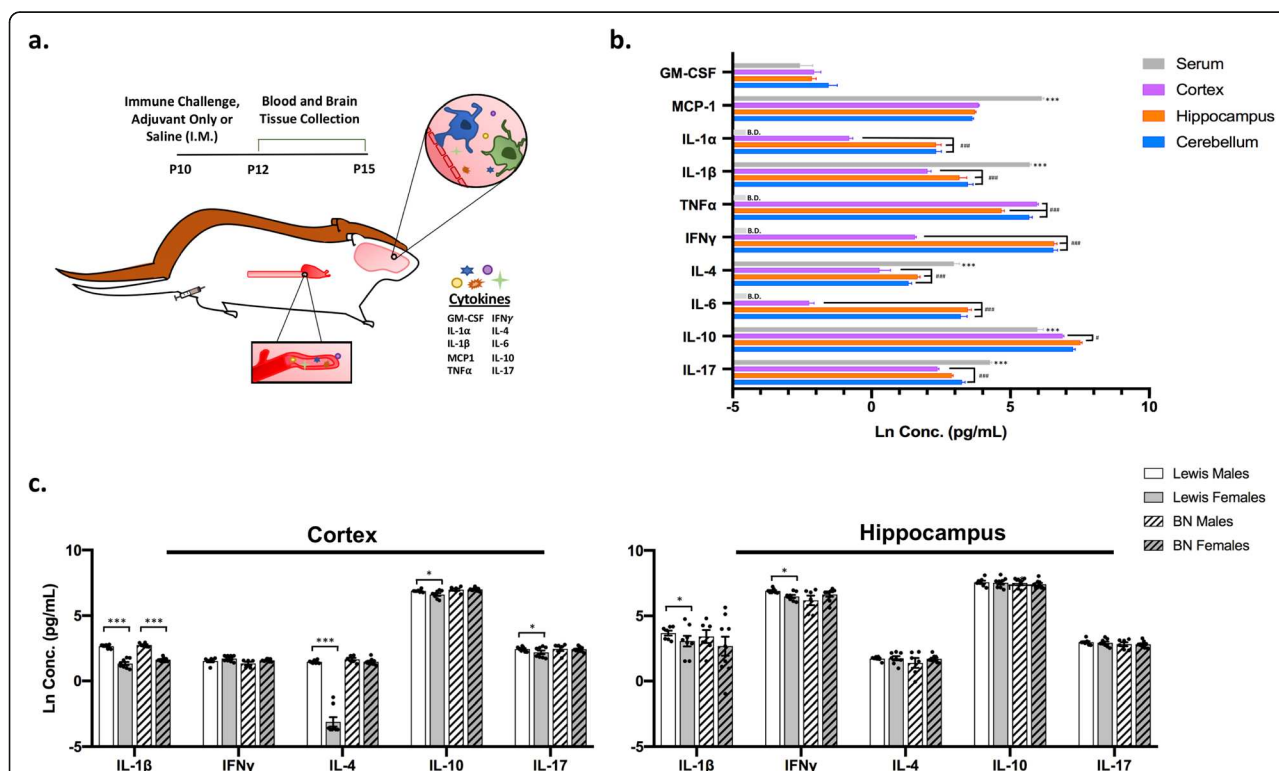 a.
Immune Challenge,
Adjuvant Only or
Saline (I.M.)
Blood and Brain
Tissue Collection
P10
P12
P15
Cytokines
GM-CSF IFNγ
IL-1α IL-4
IL-1β IL-6
MCP1 IL-10
TNFα IL-17
b.
Serum
Cortex
Hippocampus
Cerebellum
GM-CSF
MCP-1 ***
IL-1α B.D. ###
IL-1β *** ###
TNFα B.D. ###
IFNγ B.D. ###
IL-4 *** ###
IL-6 B.D. ###
IL-10 *** #
IL-17 *** ###
-5 0 5 10
Ln Conc. (pg/mL)
c.
Lewis Males
Lewis Females
BN Males
BN Females
Cortex
Ln Conc. (pg/mL)
10
5
0
-5
*** *** *** * *
IL-1ß IFNγ IL-4 IL-10 IL-17
Hippocampus
10
5
0
-5
* *
IL-1ß IFNγ IL-4 IL-10 IL-17